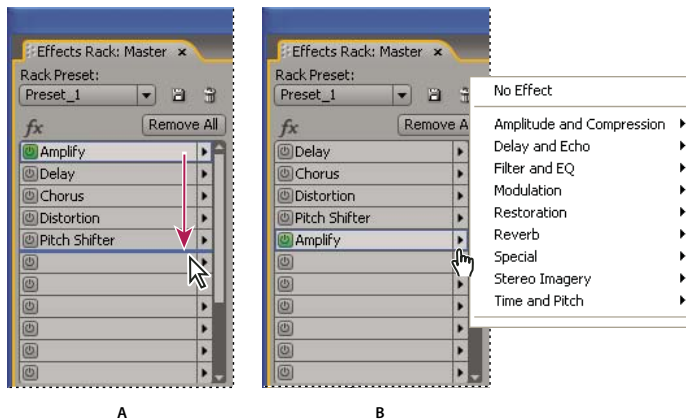 Effects Rack: Master ×
Rack Preset:
Preset_1
fx
Remove All
Amplify
Delay
Chorus
Distortion
Pitch Shifter
A
Effects Rack: Master ×
Rack Preset:
Preset_1
fx
Remove A
Delay
Chorus
Distortion
Pitch Shifter
Amplify
No Effect
Amplitude and Compression
Delay and Echo
Filter and EQ
Modulation
Restoration
Reverb
Special
Stereo Imagery
Time and Pitch
B